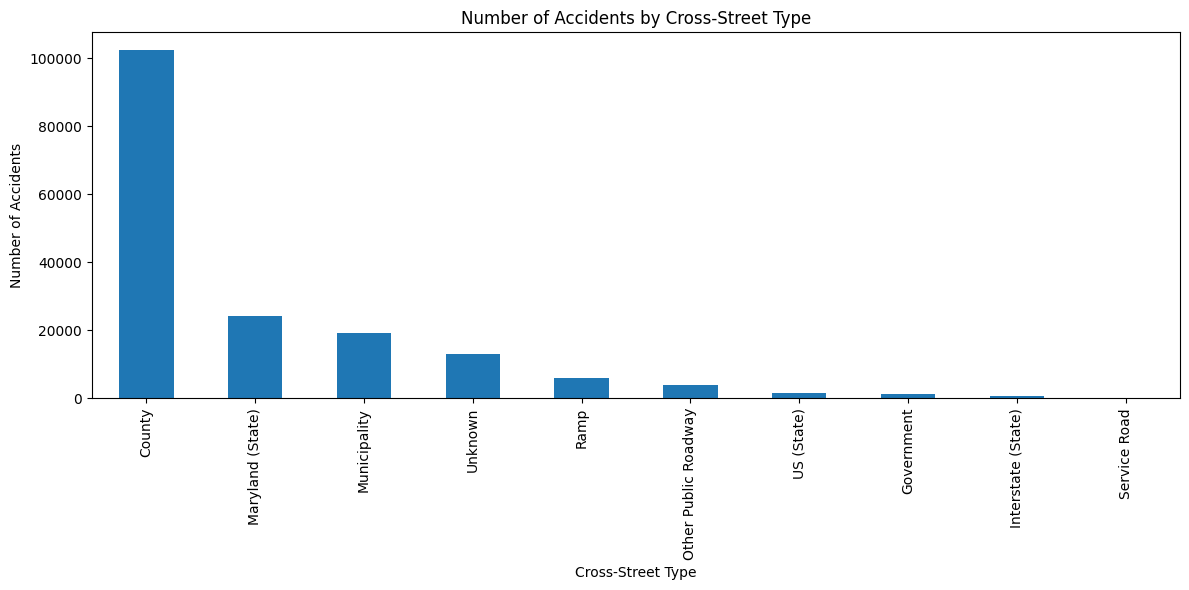 Number of Accidents by Cross-Street Type
Number of Accidents
100000
80000
60000
40000
20000
0
County
Maryland (State)
Municipality
Unknown
Ramp
Other Public Roadway
US (State)
Government
Interstate (State)
Service Road
Cross-Street Type